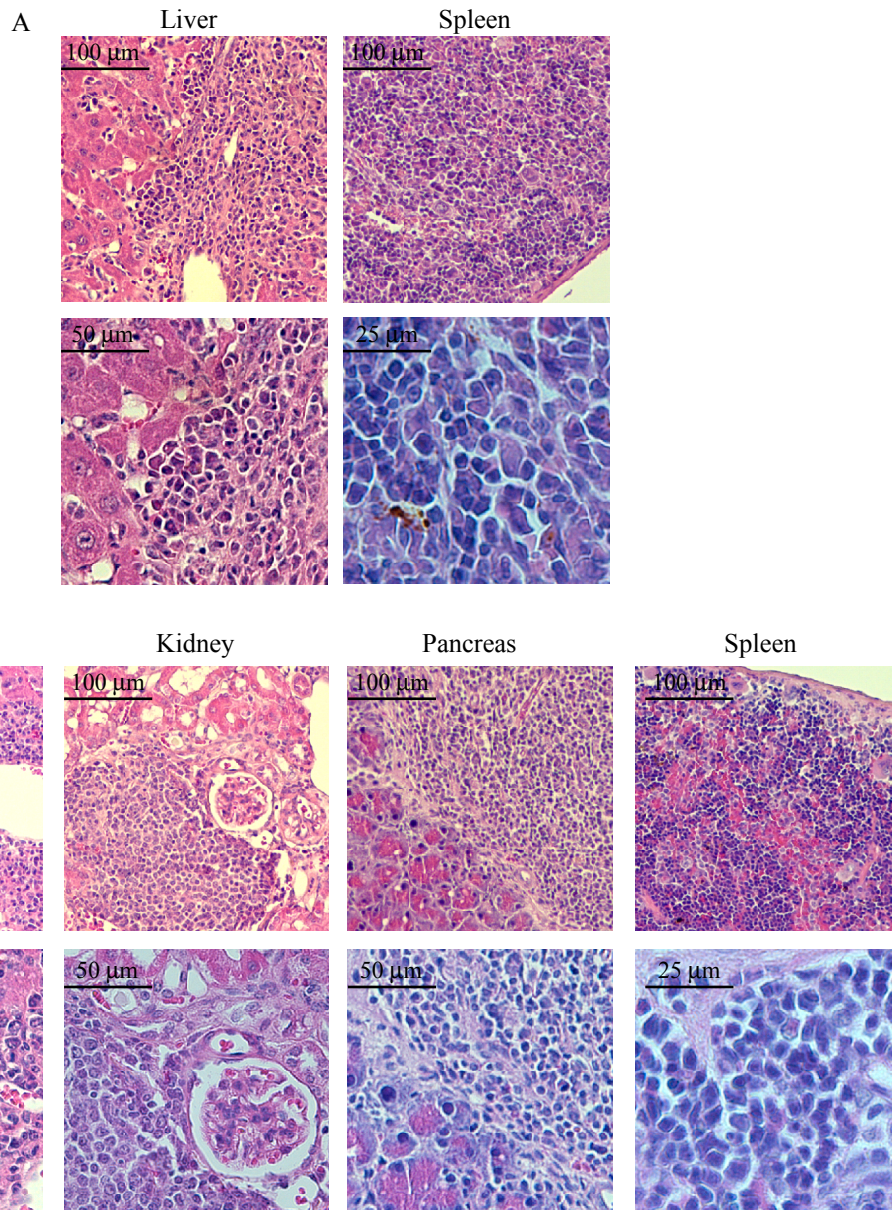 A
Liver Spleen
100 μm 100 μm
50 μm 25 μm
Kidney Pancreas Spleen
100 μm 100 μm 100 μm
50 μm 50 μm 25 μm